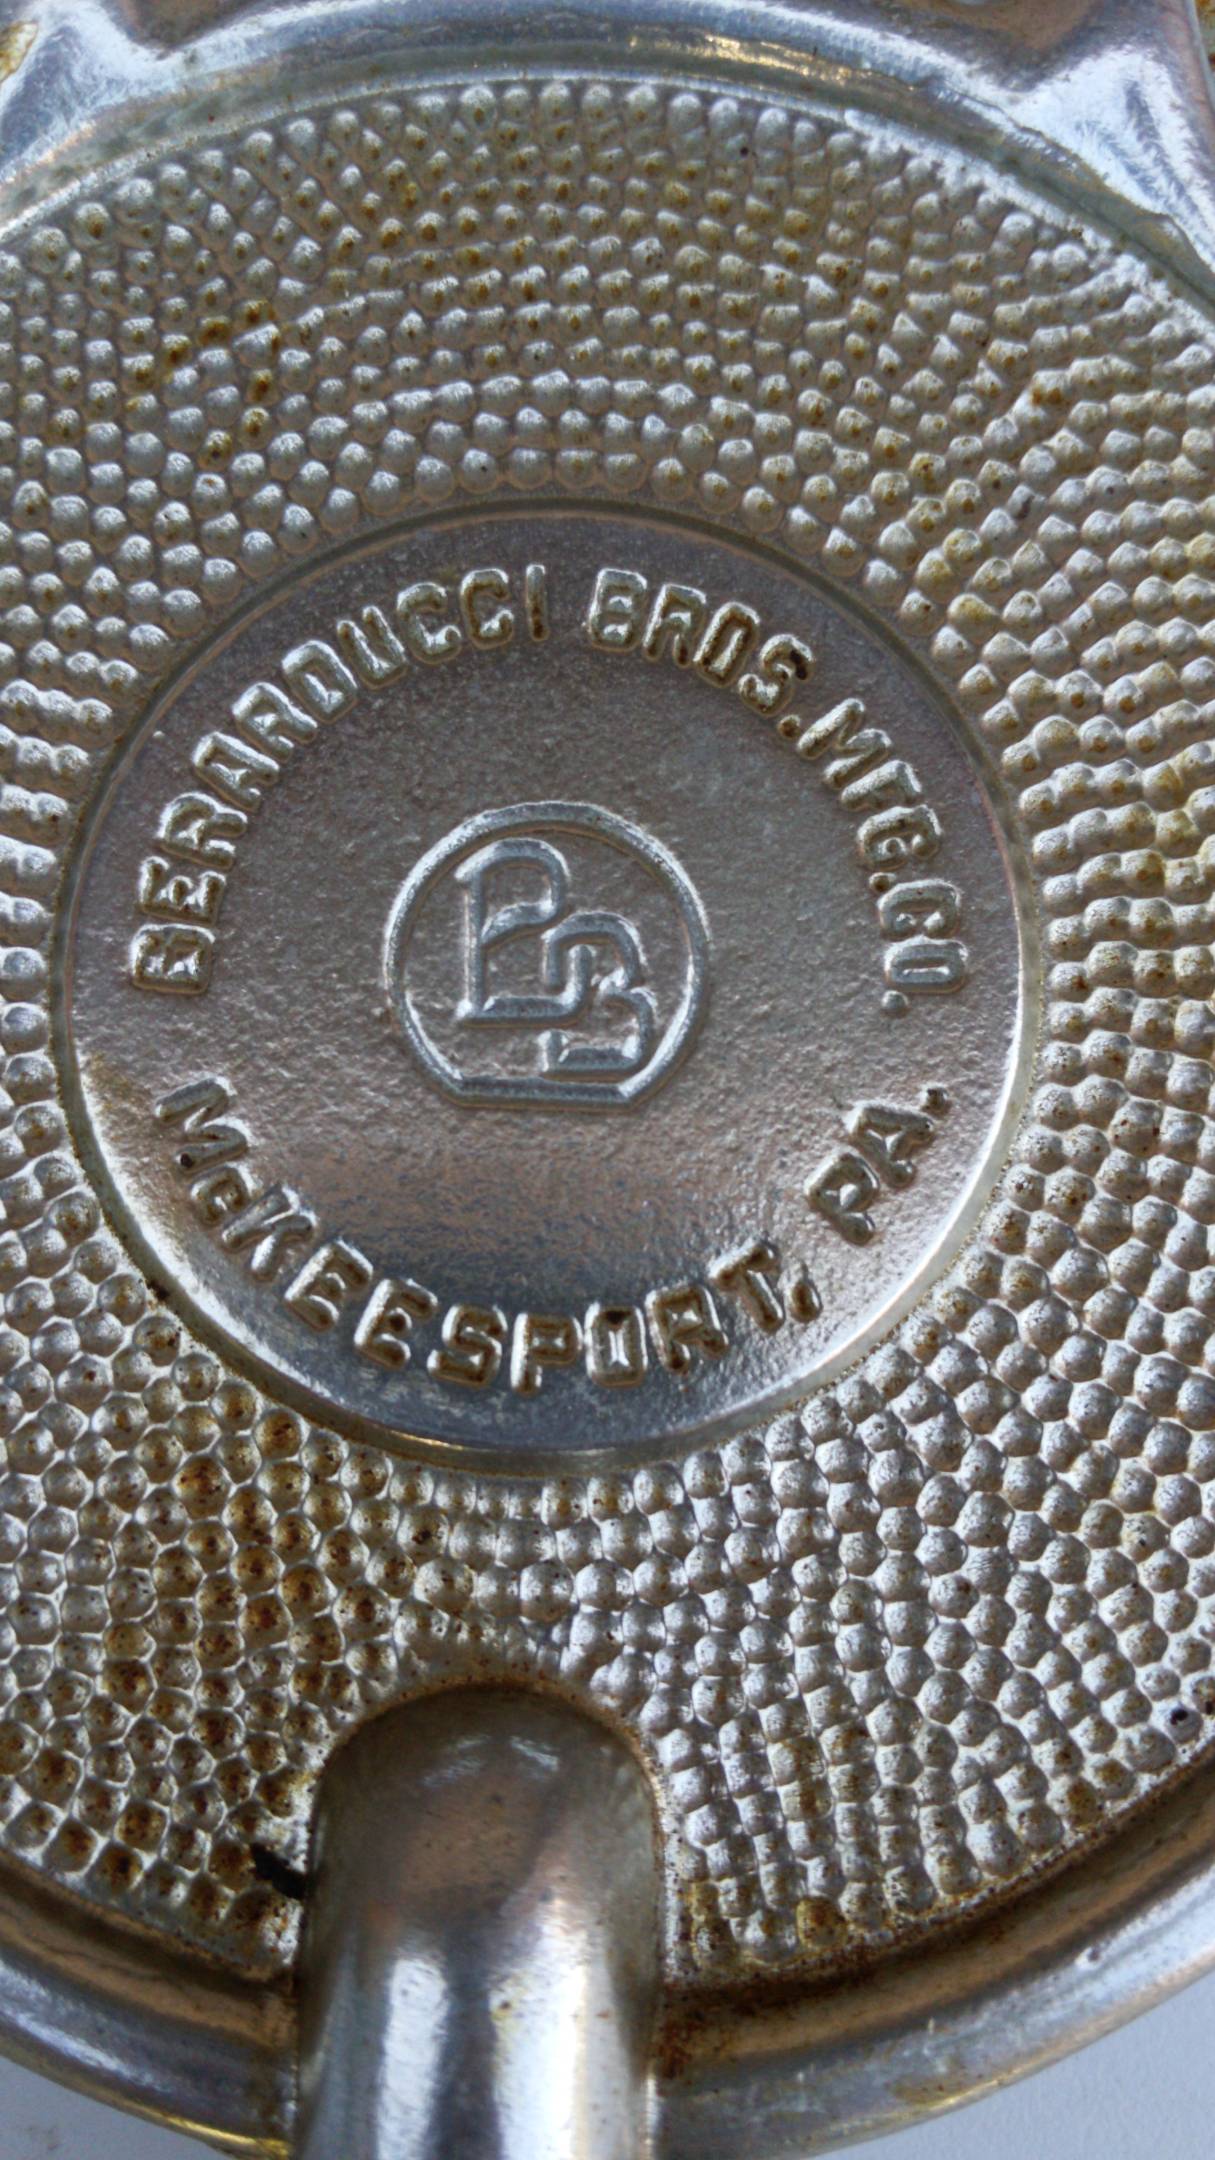 BERARDUCCI BROS. MFG. CO.
BB
McKEESPORT, PA.